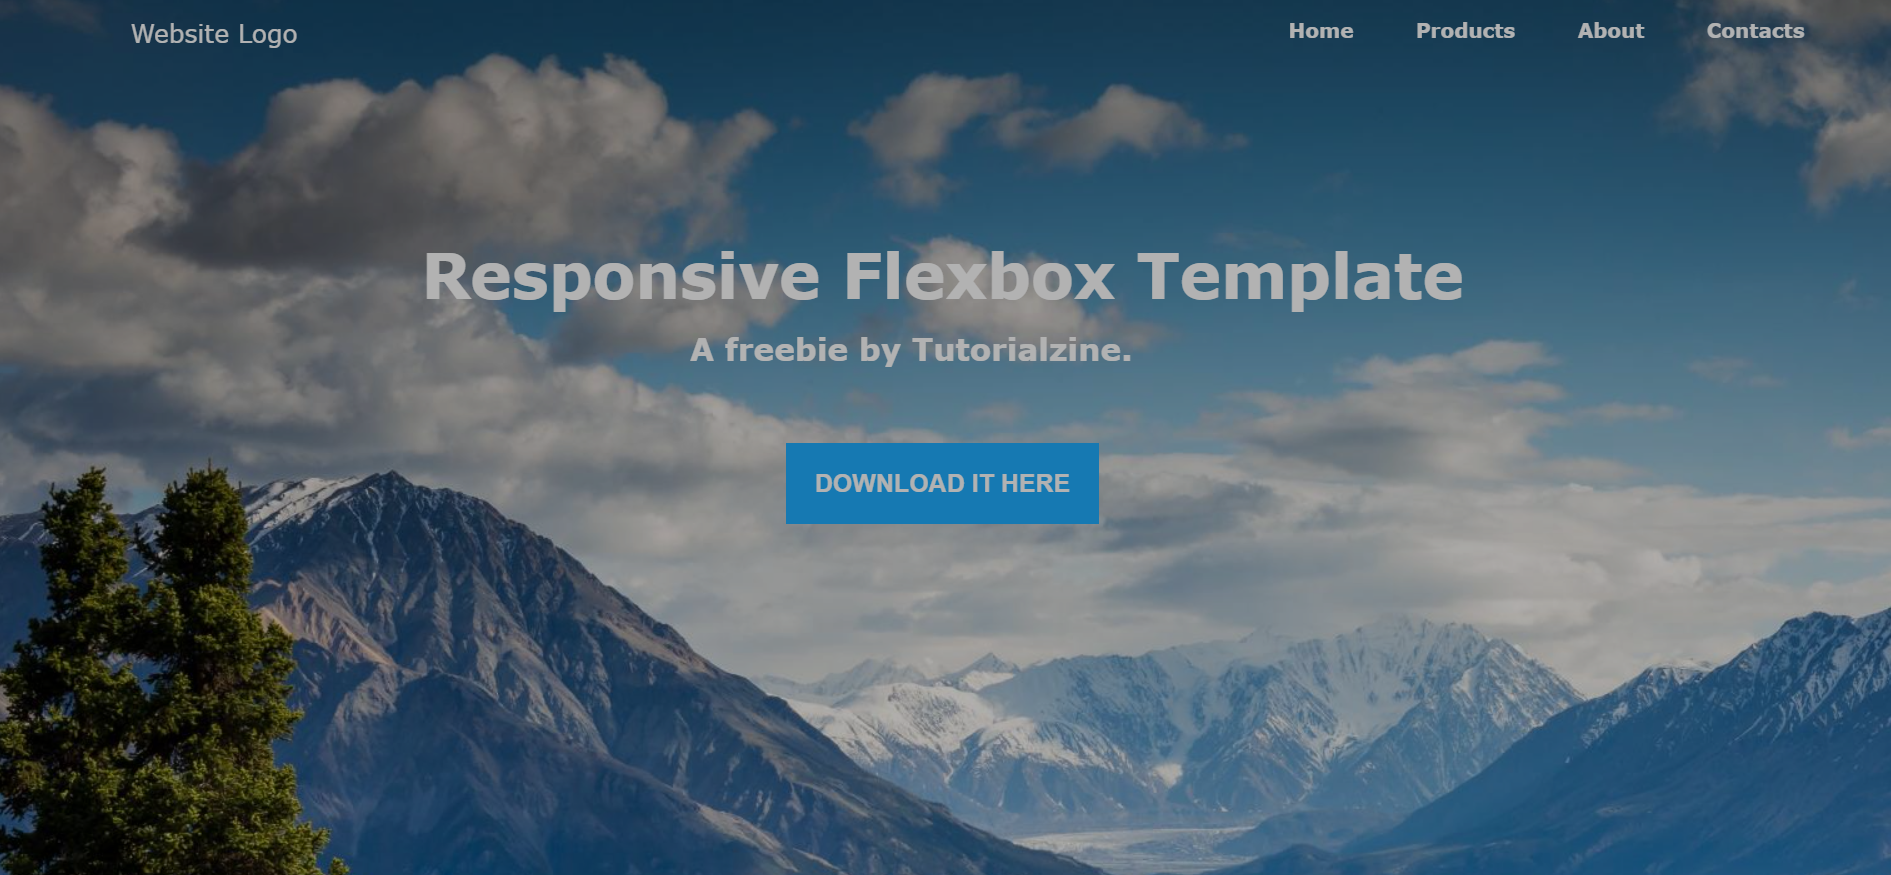 Website Logo
Home Products About Contacts
Responsive Flexbox Template
A freebie by Tutorialzine.
DOWNLOAD IT HERE